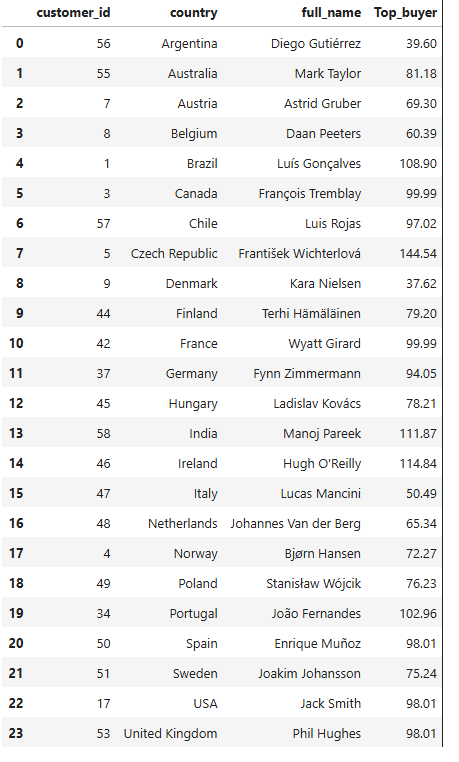 customer_id country full_name Top_buyer
0 56 Argentina Diego Gutiérrez 39.60
1 55 Australia Mark Taylor 81.18
2 7 Austria Astrid Gruber 69.30
3 8 Belgium Daan Peeters 60.39
4 1 Brazil Luís Gonçalves 108.90
5 3 Canada François Tremblay 99.99
6 57 Chile Luis Rojas 97.02
7 5 Czech Republic František Wichterlová 144.54
8 9 Denmark Kara Nielsen 37.62
9 44 Finland Terhi Hämäläinen 79.20
10 42 France Wyatt Girard 99.99
11 37 Germany Fynn Zimmermann 94.05
12 45 Hungary Ladislav Kovács 78.21
13 58 India Manoj Pareek 111.87
14 46 Ireland Hugh O'Reilly 114.84
15 47 Italy Lucas Mancini 50.49
16 48 Netherlands Johannes Van der Berg 65.34
17 4 Norway Bjørn Hansen 72.27
18 49 Poland Stanisław Wójcik 76.23
19 34 Portugal João Fernandes 102.96
20 50 Spain Enrique Muñoz 98.01
21 51 Sweden Joakim Johansson 75.24
22 17 USA Jack Smith 98.01
23 53 United Kingdom Phil Hughes 98.01